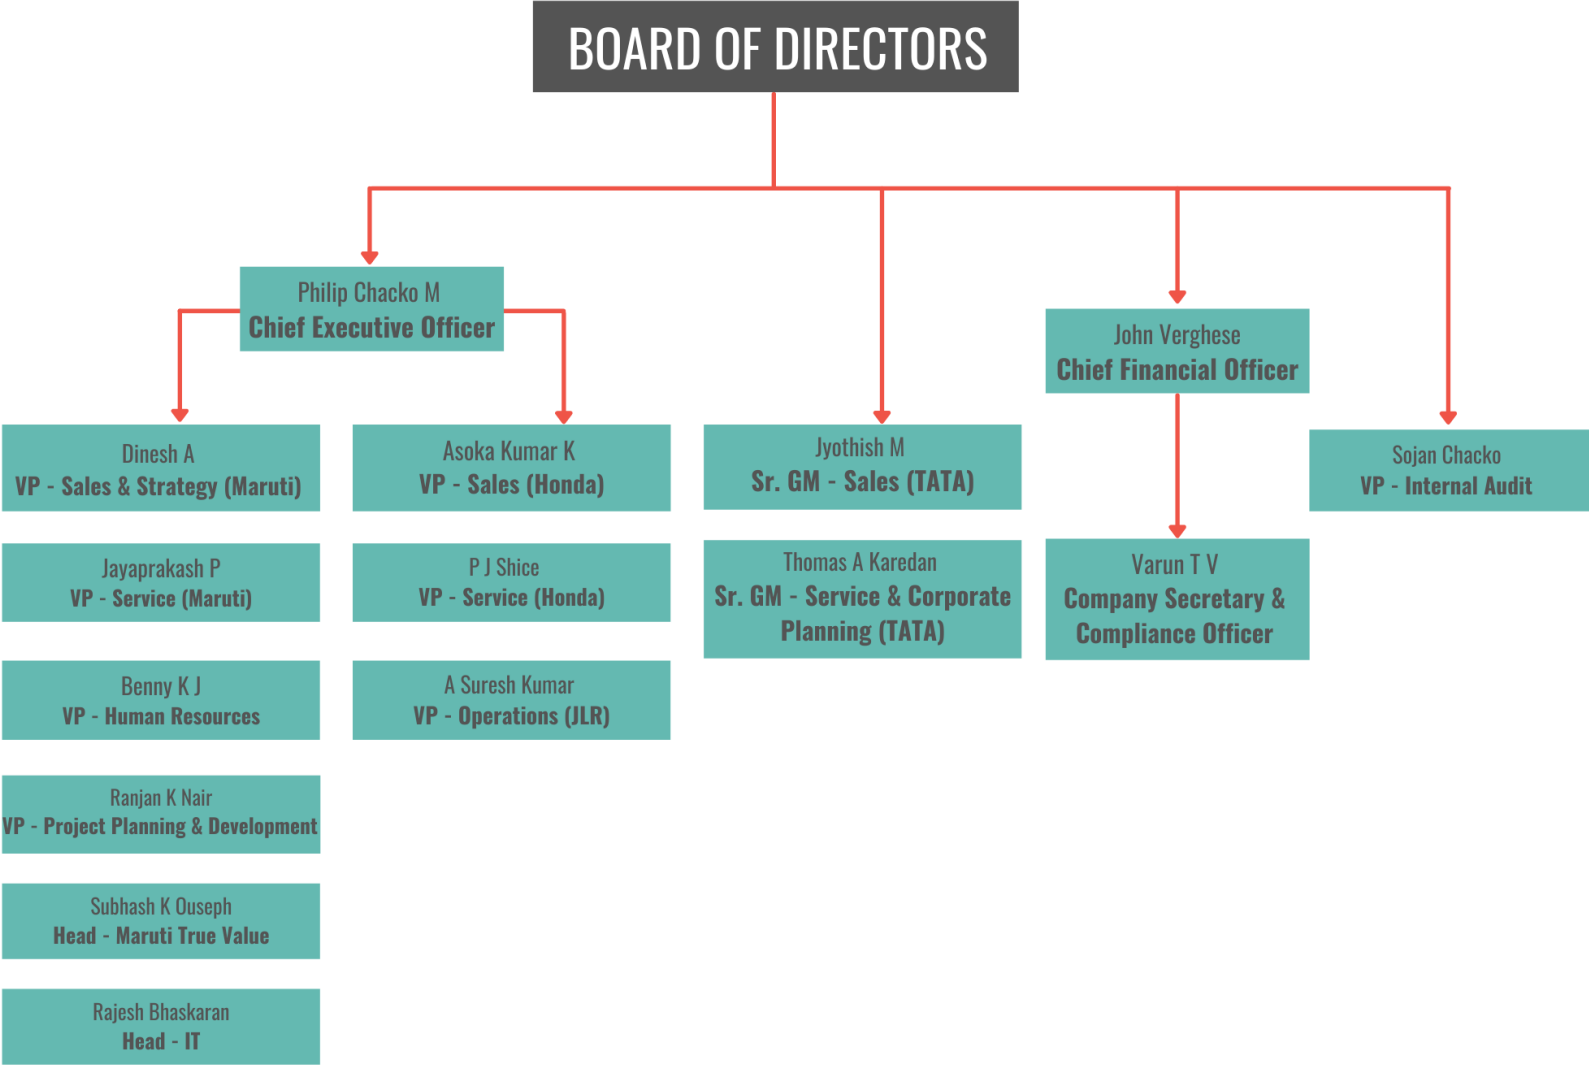 BOARD OF DIRECTORS
Philip Chacko M
Chief Executive Officer
John Verghese
Chief Financial Officer
Dinesh A
VP - Sales & Strategy (Maruti)
Asoka Kumar K
VP - Sales (Honda)
Jyothish M
Sr. GM - Sales (TATA)
Sojan Chacko
VP - Internal Audit
Jayaprakash P
VP - Service (Maruti)
P J Shice
VP - Service (Honda)
Thomas A Karedan
Sr. GM - Service & Corporate
Planning (TATA)
Varun T V
Company Secretary &
Compliance Officer
Benny K J
VP - Human Resources
A Suresh Kumar
VP - Operations (JLR)
Ranjan K Nair
VP - Project Planning & Development
Subhash K Ouseph
Head - Maruti True Value
Rajesh Bhaskaran
Head - IT